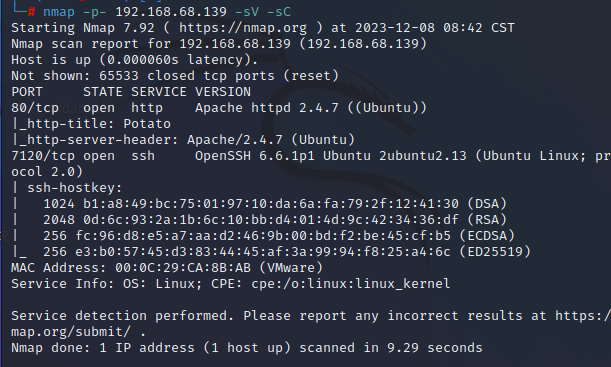 └─# nmap -p- 192.168.68.139 -sV -sC
Starting Nmap 7.92 ( https://nmap.org ) at 2023-12-08 08:42 CST
Nmap scan report for 192.168.68.139 (192.168.68.139)
Host is up (0.000060s latency).
Not shown: 65533 closed tcp ports (reset)
PORT     STATE SERVICE VERSION
80/tcp   open  http    Apache httpd 2.4.7 ((Ubuntu))
|_http-title: Potato
|_http-server-header: Apache/2.4.7 (Ubuntu)
7120/tcp open  ssh     OpenSSH 6.6.1p1 Ubuntu 2ubuntu2.13 (Ubuntu Linux; pr
ocol 2.0)
| ssh-hostkey:
|   1024 b1:a8:49:bc:75:01:97:10:da:6a:fa:79:2f:12:41:30 (DSA)
|   2048 0d:6c:93:2a:1b:6c:10:bb:d4:01:4d:9c:42:34:36:df (RSA)
|   256 fc:96:d8:e5:a7:aa:d2:46:9b:00:bd:f2:be:45:cf:b5 (ECDSA)
|_  256 e3:b0:57:45:d3:83:44:45:af:3a:99:94:f8:25:a4:6c (ED25519)
MAC Address: 00:0C:29:CA:8B:AB (VMware)
Service Info: OS: Linux; CPE: cpe:/o:linux:linux_kernel
Service detection performed. Please report any incorrect results at https:/
map.org/submit/ .
Nmap done: 1 IP address (1 host up) scanned in 9.29 seconds